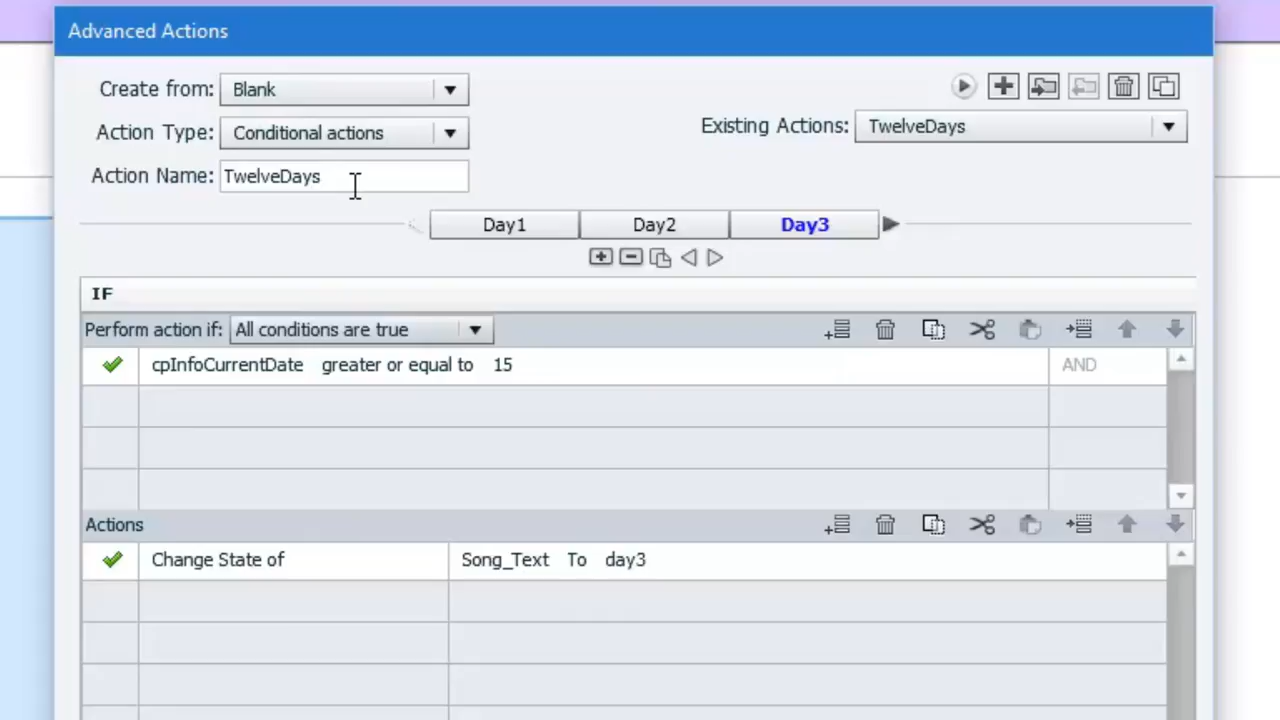 Advanced Actions
Create from: Blank
Action Type: Conditional actions
Existing Actions: TwelveDays
Action Name: TwelveDays
Day1 Day2 Day3
IF
Perform action if: All conditions are true
cpInfoCurrentDate greater or equal to 15 AND
Actions
Change State of Song_Text To day3